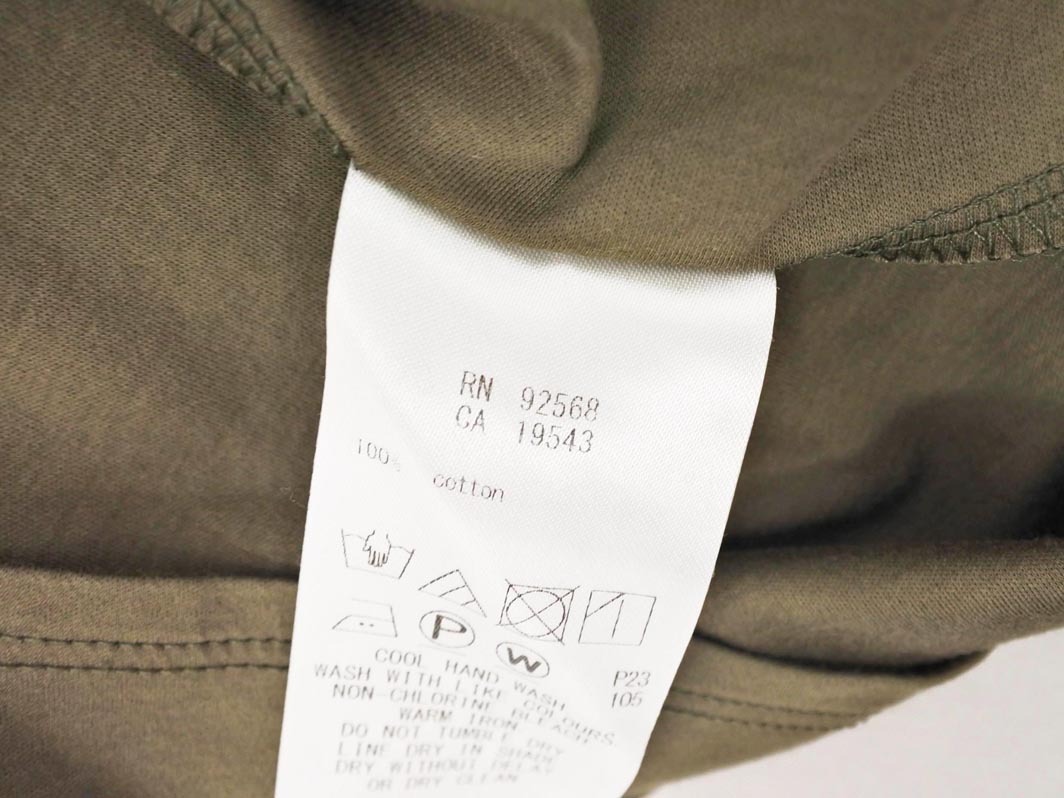 RN 92568
CA 19543
100% cotton
P W
COOL HAND WASH
WASH WITH LIKE COLOURS
NON-CHLORINE BLEACH
WARM IRON
DO NOT TUMBLE DRY
LINE DRY IN SHADE
DRY WITHOUT DELAY
OR DRY CLEAN
P23
105